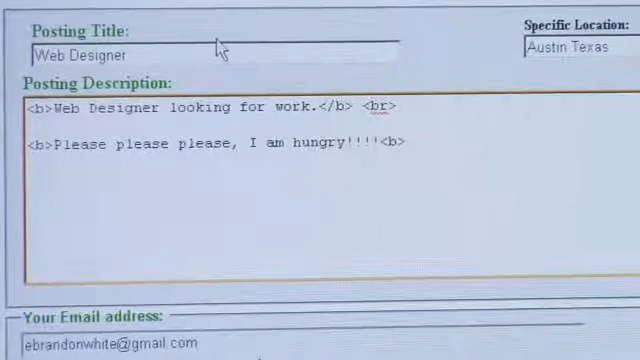 Posting Title:
Specific Location:
Web Designer
Austin Texas
Posting Description:
<b>Web Designer looking for work.</b> <br>
<b>Please please please, I am hungry!!!!<b>
Your Email address:
ebrandonwhite@gmail.com